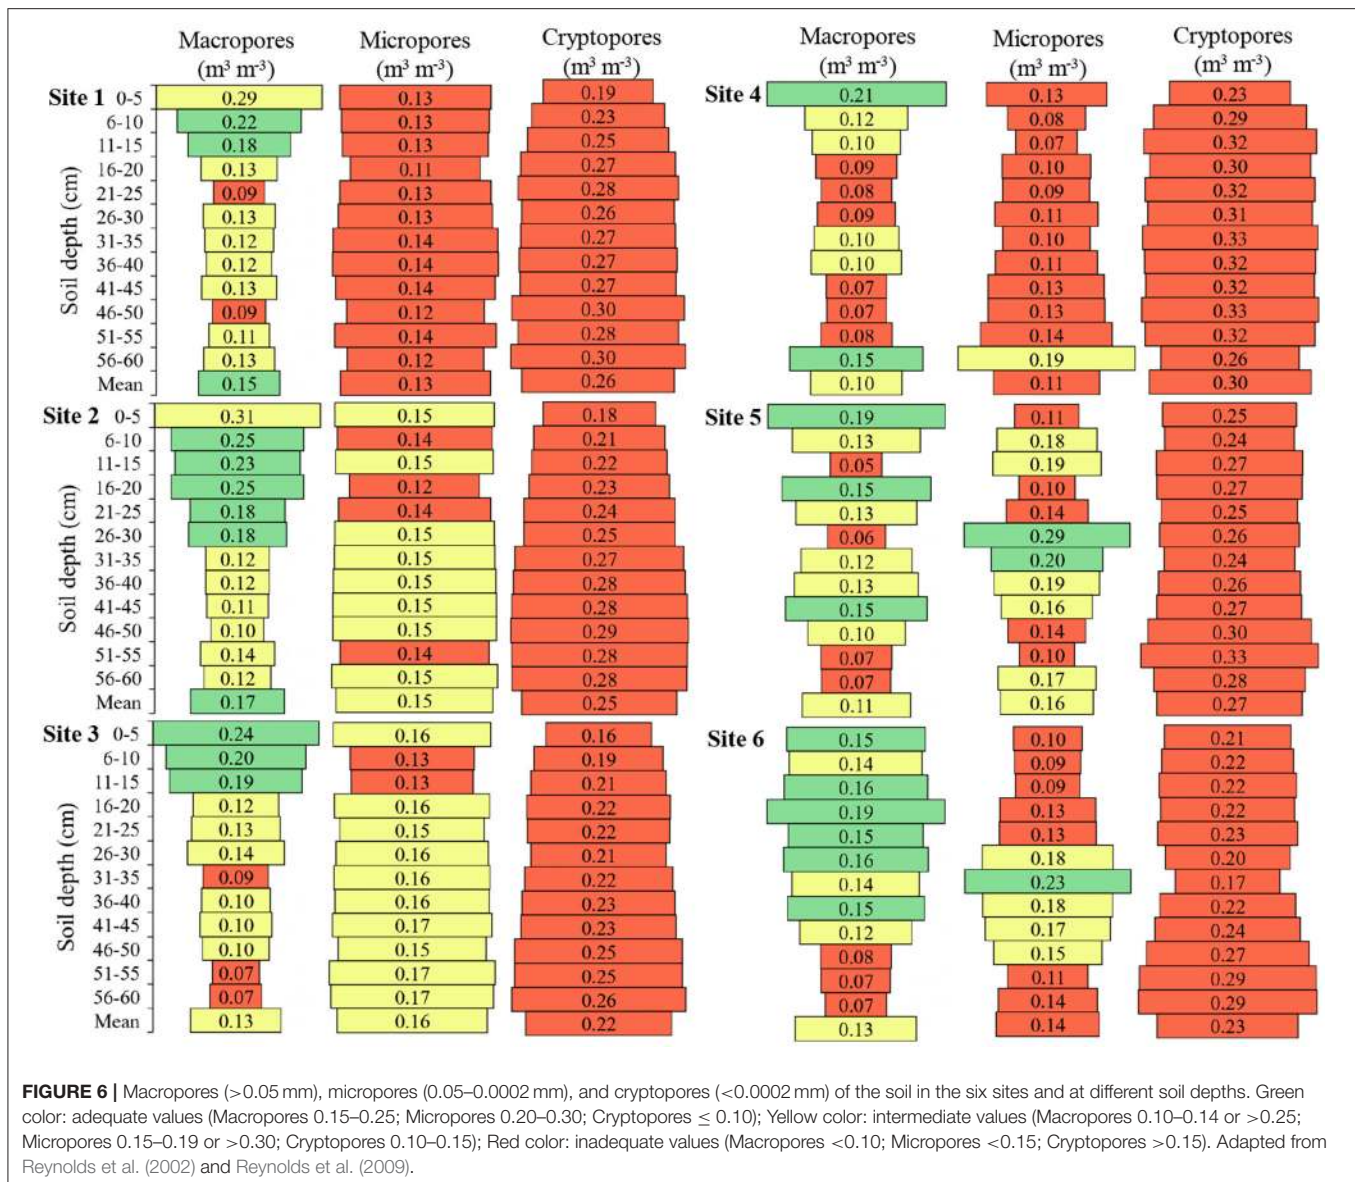 Macropores Micropores Cryptopores Macropores Micropores Cryptopores
(m³ m⁻³) (m³ m⁻³) (m³ m⁻³) (m³ m⁻³) (m³ m⁻³) (m³ m⁻³)
Site 1 0-5 0.29 0.13 0.19 Site 4 0.21 0.13 0.23
6-10 0.22 0.13 0.23 0.12 0.08 0.29
11-15 0.18 0.13 0.25 0.10 0.07 0.32
16-20 0.13 0.11 0.27 0.09 0.10 0.30
21-25 0.09 0.13 0.28 0.08 0.09 0.32
26-30 0.13 0.13 0.26 0.09 0.11 0.31
31-35 0.12 0.14 0.27 0.10 0.10 0.33
36-40 0.12 0.14 0.27 0.10 0.11 0.32
41-45 0.13 0.14 0.27 0.07 0.13 0.32
46-50 0.09 0.12 0.30 0.07 0.13 0.33
51-55 0.11 0.14 0.28 0.08 0.14 0.32
56-60 0.13 0.12 0.30 0.15 0.19 0.26
Mean 0.15 0.13 0.26 0.10 0.11 0.30
Soil depth (cm)
Site 2 0-5 0.31 0.15 0.18 Site 5 0.19 0.11 0.25
6-10 0.25 0.14 0.21 0.13 0.18 0.24
11-15 0.23 0.15 0.22 0.05 0.19 0.27
16-20 0.25 0.12 0.23 0.15 0.10 0.27
21-25 0.18 0.14 0.24 0.13 0.14 0.25
26-30 0.18 0.15 0.25 0.06 0.29 0.26
31-35 0.12 0.15 0.27 0.12 0.20 0.24
36-40 0.12 0.15 0.28 0.13 0.19 0.26
41-45 0.11 0.15 0.28 0.15 0.16 0.27
46-50 0.10 0.15 0.29 0.10 0.14 0.30
51-55 0.14 0.14 0.28 0.07 0.10 0.33
56-60 0.12 0.15 0.28 0.07 0.17 0.28
Mean 0.17 0.15 0.25 0.11 0.16 0.27
Soil depth (cm)
Site 3 0-5 0.24 0.16 0.16 Site 6 0.15 0.10 0.21
6-10 0.20 0.13 0.19 0.14 0.09 0.22
11-15 0.19 0.13 0.21 0.16 0.09 0.22
16-20 0.12 0.16 0.22 0.19 0.13 0.22
21-25 0.13 0.15 0.22 0.15 0.13 0.23
26-30 0.14 0.16 0.21 0.16 0.18 0.20
31-35 0.09 0.16 0.22 0.14 0.23 0.17
36-40 0.10 0.16 0.23 0.15 0.18 0.22
41-45 0.10 0.17 0.23 0.12 0.17 0.24
46-50 0.10 0.15 0.25 0.08 0.15 0.27
51-55 0.07 0.17 0.25 0.07 0.11 0.29
56-60 0.07 0.17 0.26 0.07 0.14 0.29
Mean 0.13 0.16 0.22 0.13 0.14 0.23
Soil depth (cm)
FIGURE 6 | Macropores (>0.05 mm), micropores (0.05–0.0002 mm), and cryptopores (<0.0002 mm) of the soil in the six sites and at different soil depths. Green
color: adequate values (Macropores 0.15–0.25; Micropores 0.20–0.30; Cryptopores ≤ 0.10); Yellow color: intermediate values (Macropores 0.10–0.14 or >0.25;
Micropores 0.15–0.19 or >0.30; Cryptopores 0.10–0.15); Red color: inadequate values (Macropores <0.10; Micropores <0.15; Cryptopores >0.15). Adapted from
Reynolds et al. (2002) and Reynolds et al. (2009).